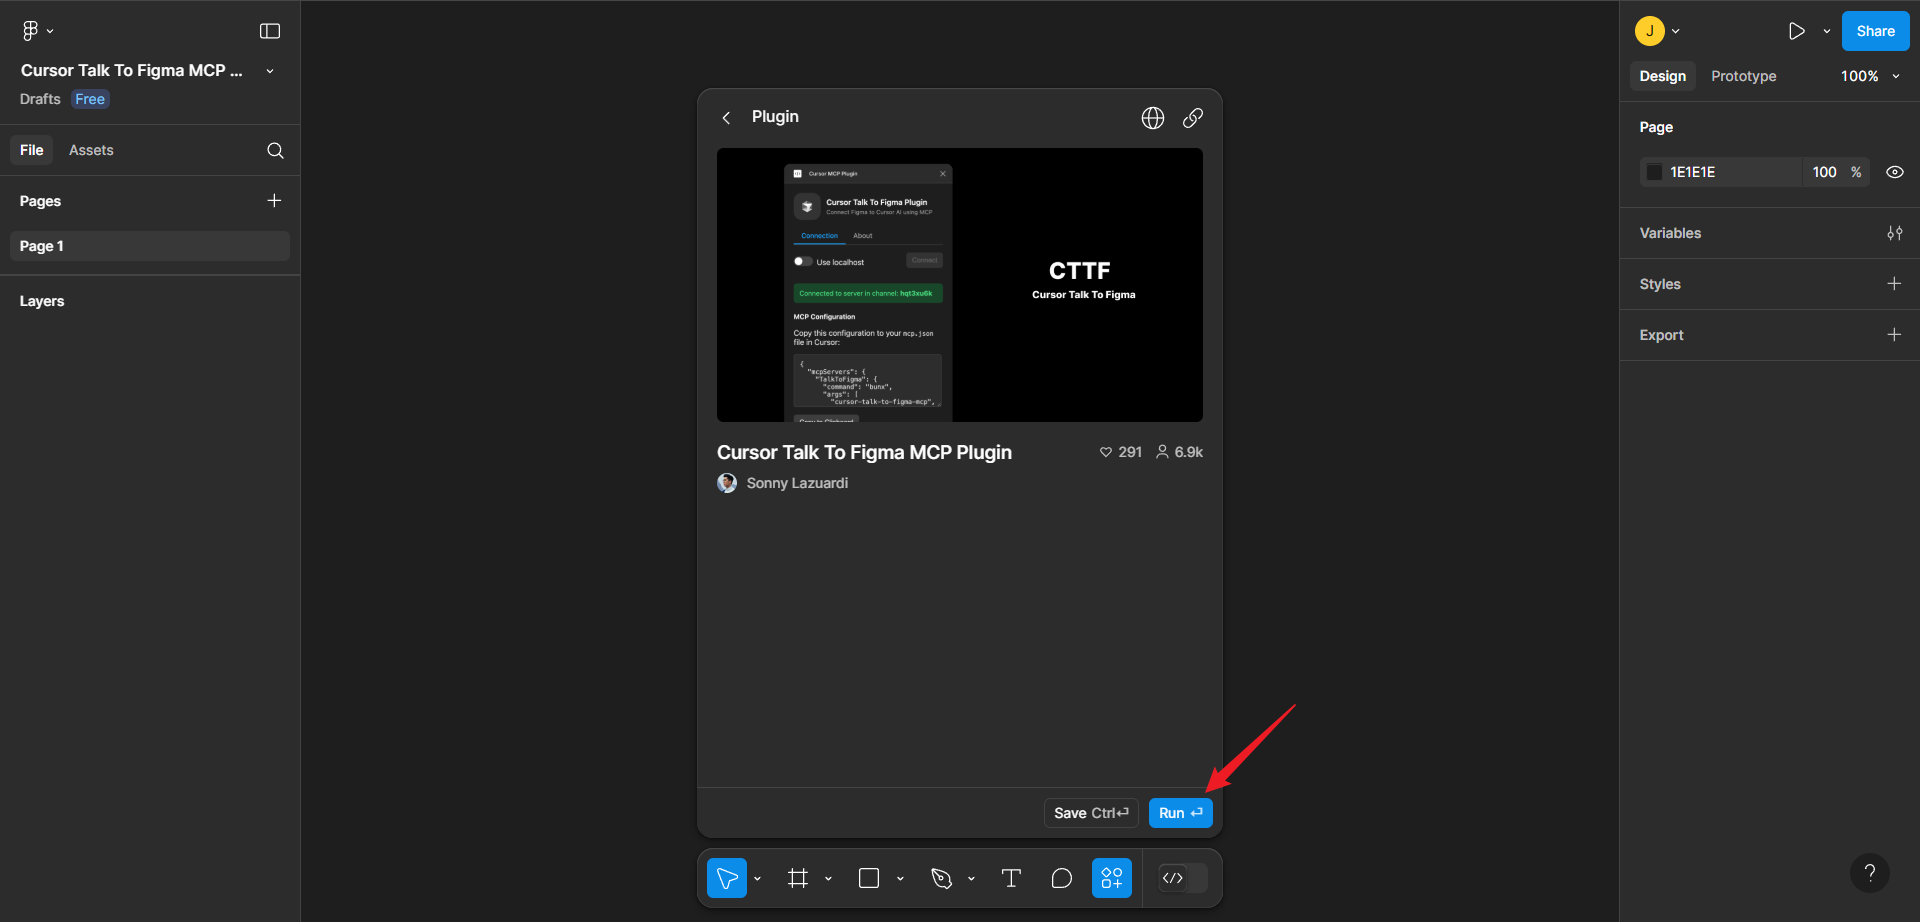 Cursor Talk To Figma MCP ...
Drafts Free
File Assets
Pages
Page 1
Layers
Plugin
Cursor MCP Plugin
Cursor Talk To Figma Plugin
Connect Figma to Cursor AI using MCP
Connection About
Use localhost Connect
Connected to server in channel: hqt3xu6k
MCP Configuration
Copy this configuration to your mcp.json
file in Cursor:
{
"mcpServers": {
"TalkToFigma": {
"command": "bunx",
"args": [
"cursor-talk-to-figma-mcp",
Copy to Clipboard
CTTF
Cursor Talk To Figma
Cursor Talk To Figma MCP Plugin 291 6.9k
Sonny Lazuardi
Save Ctrl⏎ Run ⏎
J Share
Design Prototype 100%
Page
1E1E1E 100 %
Variables
Styles
Export
?